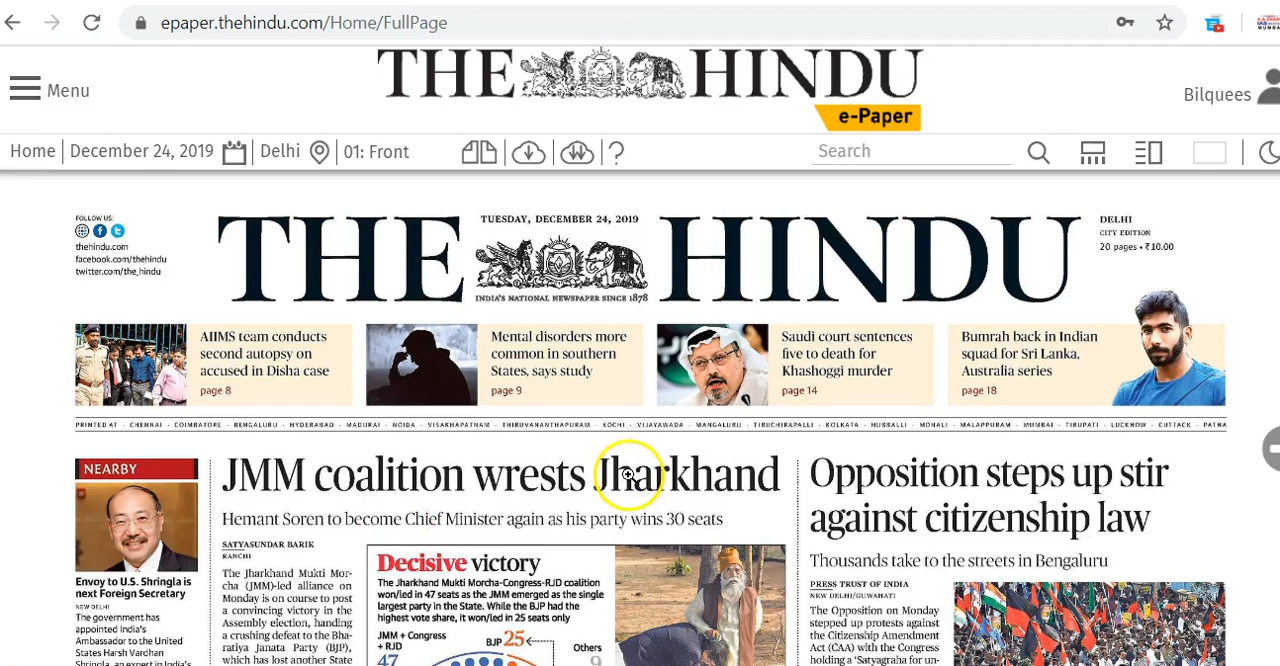 epaper.thehindu.com/Home/FullPage
Menu
THE HINDU
e-Paper
Bilquees
Home
December 24, 2019
Delhi
01: Front
?
Search
FOLLOW US:
thehindu.com
facebook.com/thehindu
twitter.com/the_hindu
TUESDAY, DECEMBER 24, 2019
THE HINDU
INDIA'S NATIONAL NEWSPAPER SINCE 1878
DELHI
CITY EDITION
20 pages • ₹10.00
AIIMS team conducts
second autopsy on
accused in Disha case
page 8
Mental disorders more
common in southern
States, says study
page 9
Saudi court sentences
five to death for
Khashoggi murder
page 14
Bumrah back in Indian
squad for Sri Lanka,
Australia series
page 18
PRINTED AT · CHENNAI · COIMBATORE · BENGALURU · HYDERABAD · MADURAI · NOIDA · VISAKHAPATNAM · THIRUVANANTHAPURAM · KOCHI · VIJAYAWADA · MANGALURU · TIRUCHIRAPALLI · KOLKATA · HUBBALLI · MOHALI · MALAPPURAM · MUMBAI · TIRUPATI · LUCKNOW · CUTTACK · PATNA
NEARBY
Envoy to U.S. Shringla is
next Foreign Secretary
NEW DELHI
The government has
appointed India's
Ambassador to the United
States Harsh Vardhan
Shringla, an expert in India's
JMM coalition wrests Jharkhand
Hemant Soren to become Chief Minister again as his party wins 30 seats
SATYASUNDAR BARIK
RANCHI
The Jharkhand Mukti Mor-
cha (JMM)-led alliance on
Monday is on course to post
a convincing victory in the
Assembly election, handing
a crushing defeat to the Bha-
ratiya Janata Party (BJP),
which has lost another State
Decisive victory
The Jharkhand Mukti Morcha-Congress-RJD coalition
won/led in 47 seats as the JMM emerged as the single
largest party in the State. While the BJP had the
highest vote share, it won/led in 25 seats only
JMM + Congress
+ RJD
47
BJP 25
Others
9
Opposition steps up stir
against citizenship law
Thousands take to the streets in Bengaluru
PRESS TRUST OF INDIA
NEW DELHI/GUWAHATI
The Opposition on Monday
stepped up protests against
the Citizenship Amendment
Act (CAA) with the Congress
holding a 'Satyagraha for un-